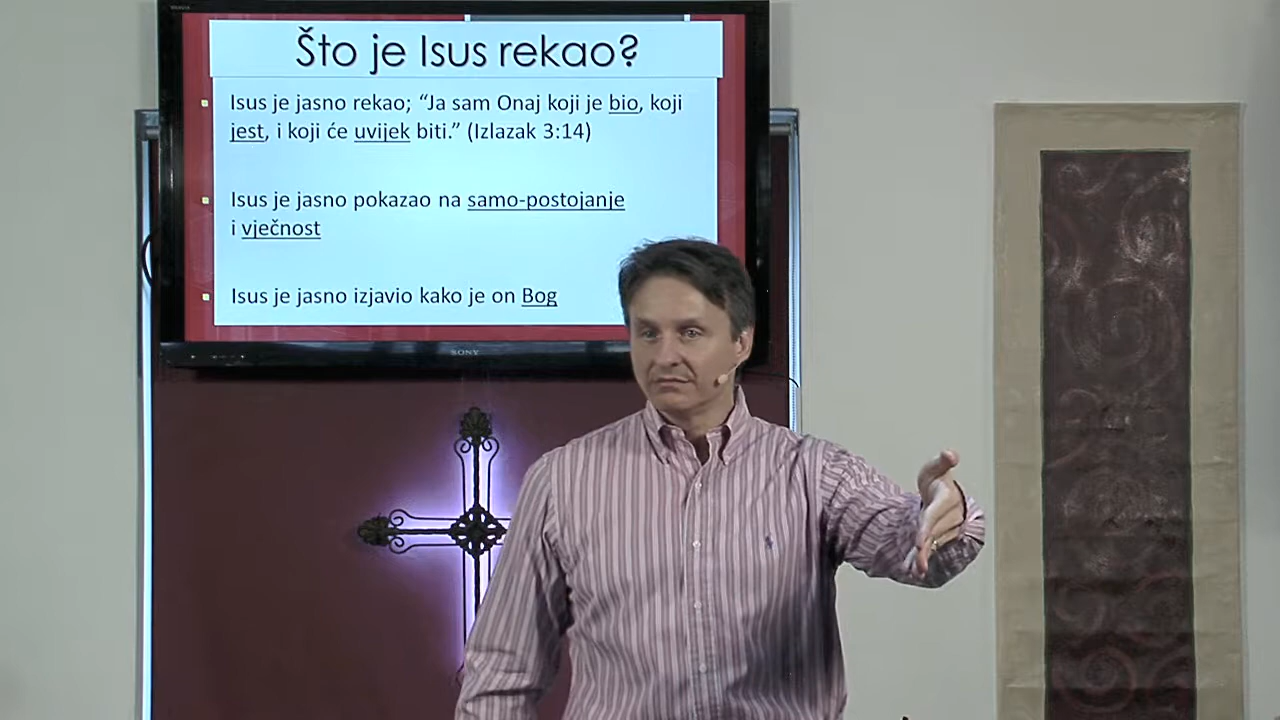 Što je Isus rekao?
Isus je jasno rekao; “Ja sam Onaj koji je bio, koji
jest, i koji će uvijek biti.” (Izlazak 3:14)
Isus je jasno pokazao na samo-postojanje
i vječnost
Isus je jasno izjavio kako je on Bog
SONY